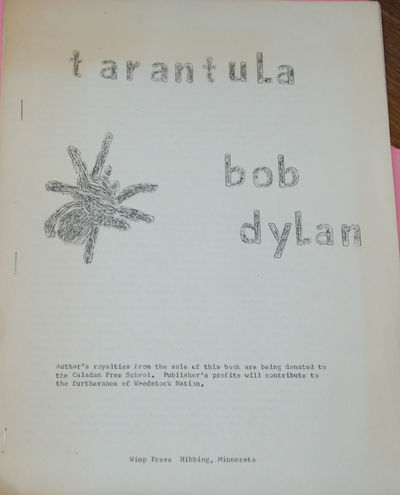 tarantula
bob
dylan
Author's royalties from the sale of this book are being donated to
the Caladan Free School. Publisher's profits will contribute to
the furtherance of Woodstock Nation.
Wimp Press Hibbing, Minnesota